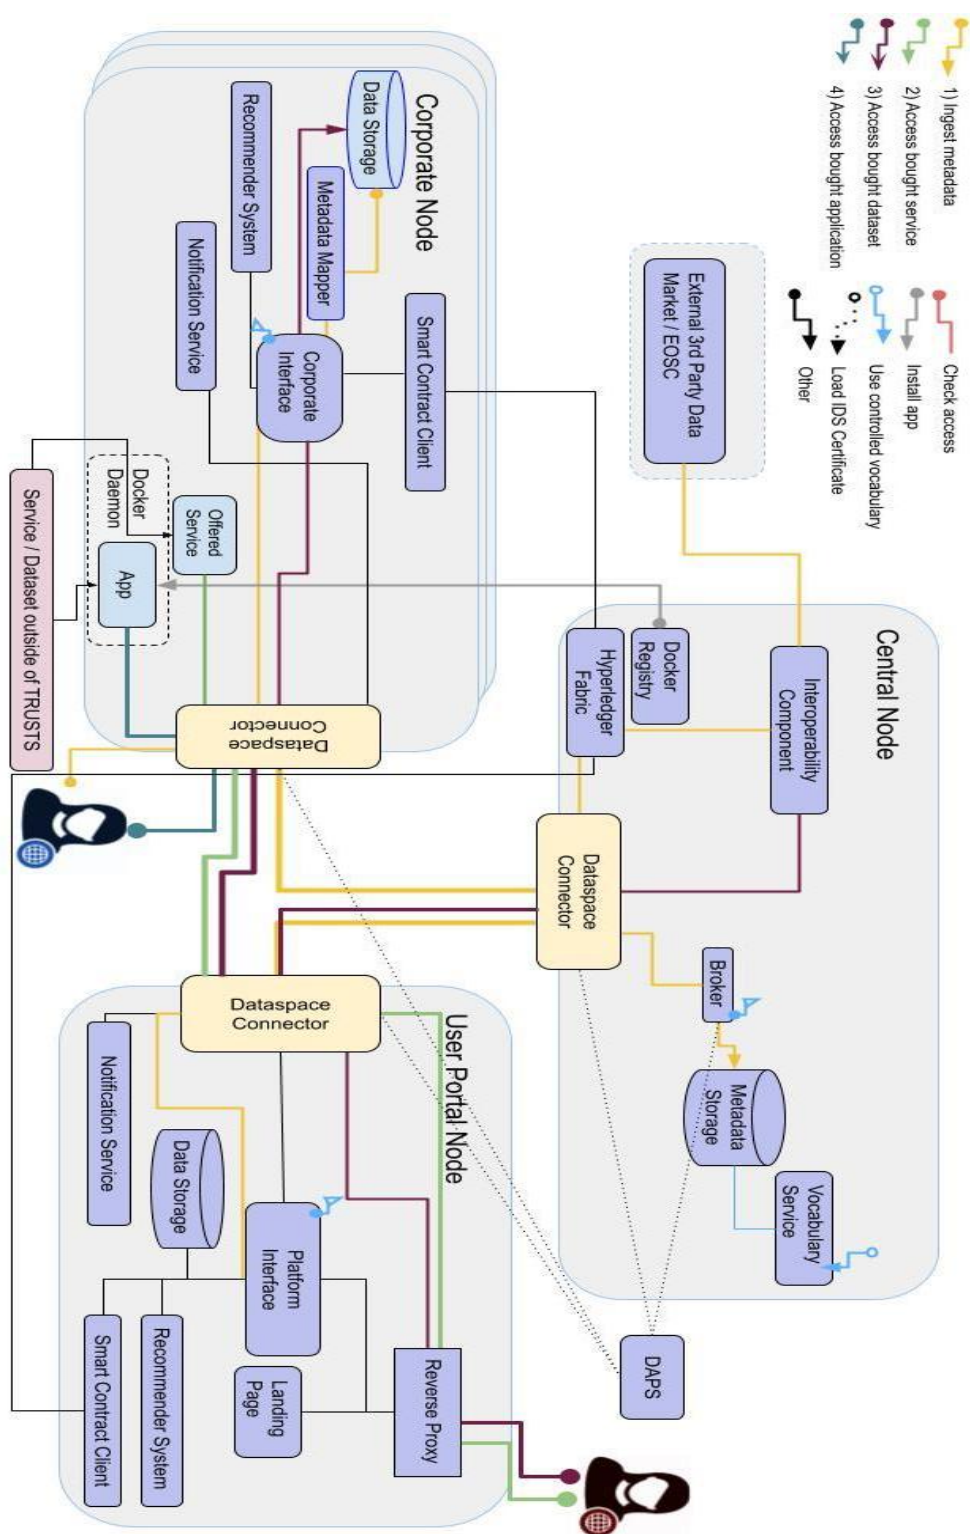 1) Ingest metadata
2) Access bought service
3) Access bought dataset
4) Access bought application
Check access
Install app
Use controlled vocabulary
Load IDS Certificate
Other
External 3rd Party Data
Market / EOSC
Central Node
Interoperability
Component
Docker
Registry
Hyperledger
Fabric
Dataspace
Connector
Broker
Metadata
Storage
Vocabulary
Service
DAPS
Corporate Node
Data Storage
Metadata Mapper
Recommender System
Notification Service
Corporate
Interface
Smart Contract Client
Offered
Service
Docker
Daemon
App
Service / Dataset outside of TRUSTS
Dataspace
Connector
User Portal Node
Dataspace
Connector
Notification Service
Data Storage
Platform
Interface
Landing
Page
Reverse Proxy
Recommender System
Smart Contract Client